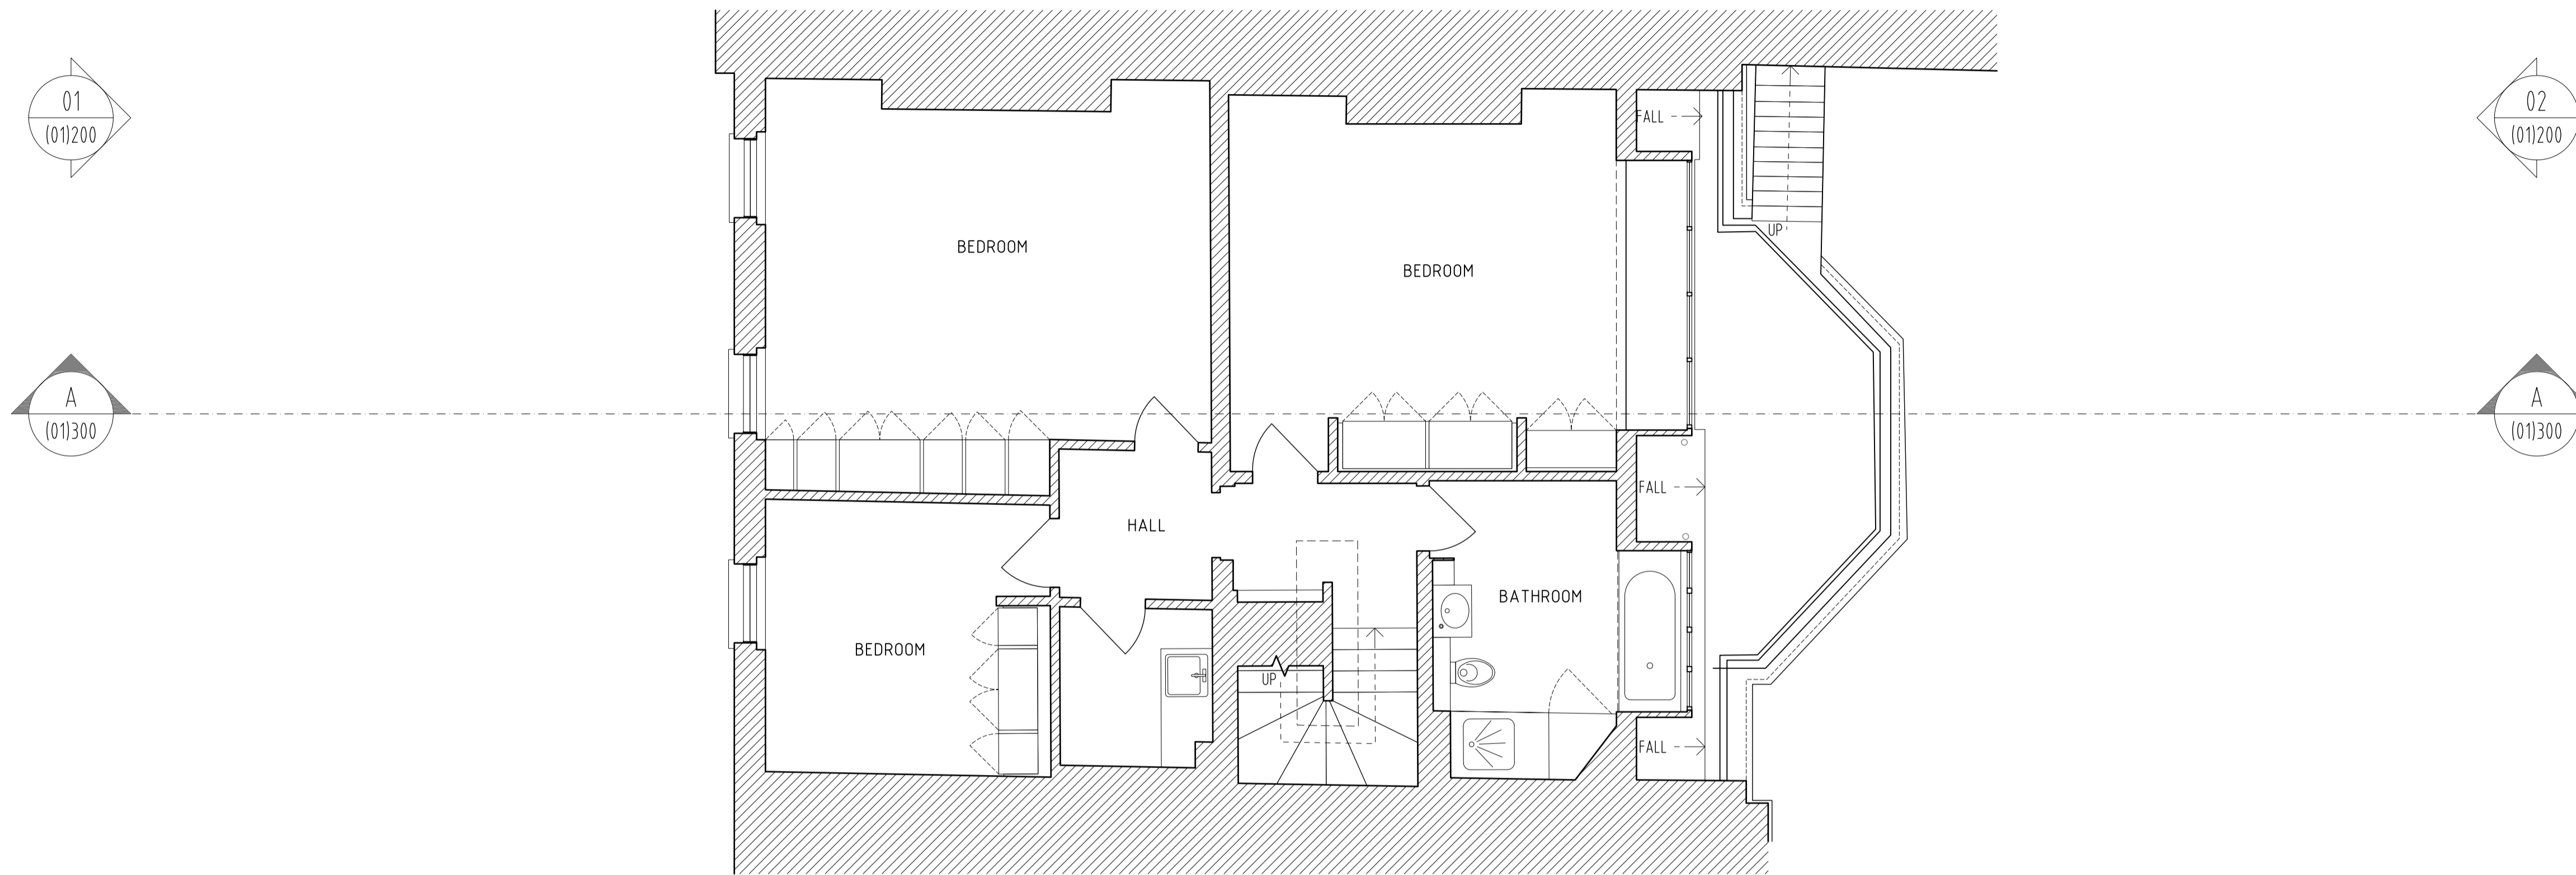 01
(01)200
02
(01)200
FALL
UP
BEDROOM
BEDROOM
A
(01)300
A
(01)300
FALL
HALL
BATHROOM
BEDROOM
UP
FALL